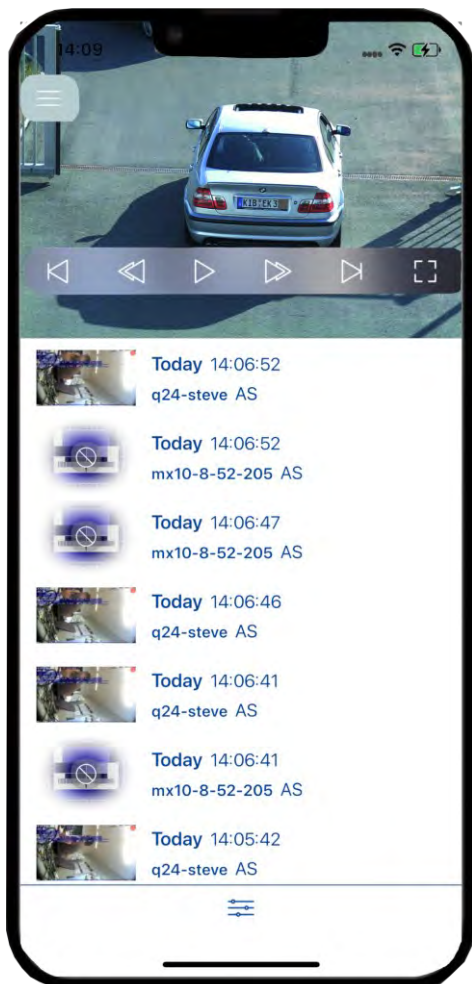 14:09
KIB:EK 3
Today 14:06:52
q24-steve AS
Today 14:06:52
mx10-8-52-205 AS
Today 14:06:47
mx10-8-52-205 AS
Today 14:06:46
q24-steve AS
Today 14:06:41
q24-steve AS
Today 14:06:41
mx10-8-52-205 AS
Today 14:05:42
q24-steve AS